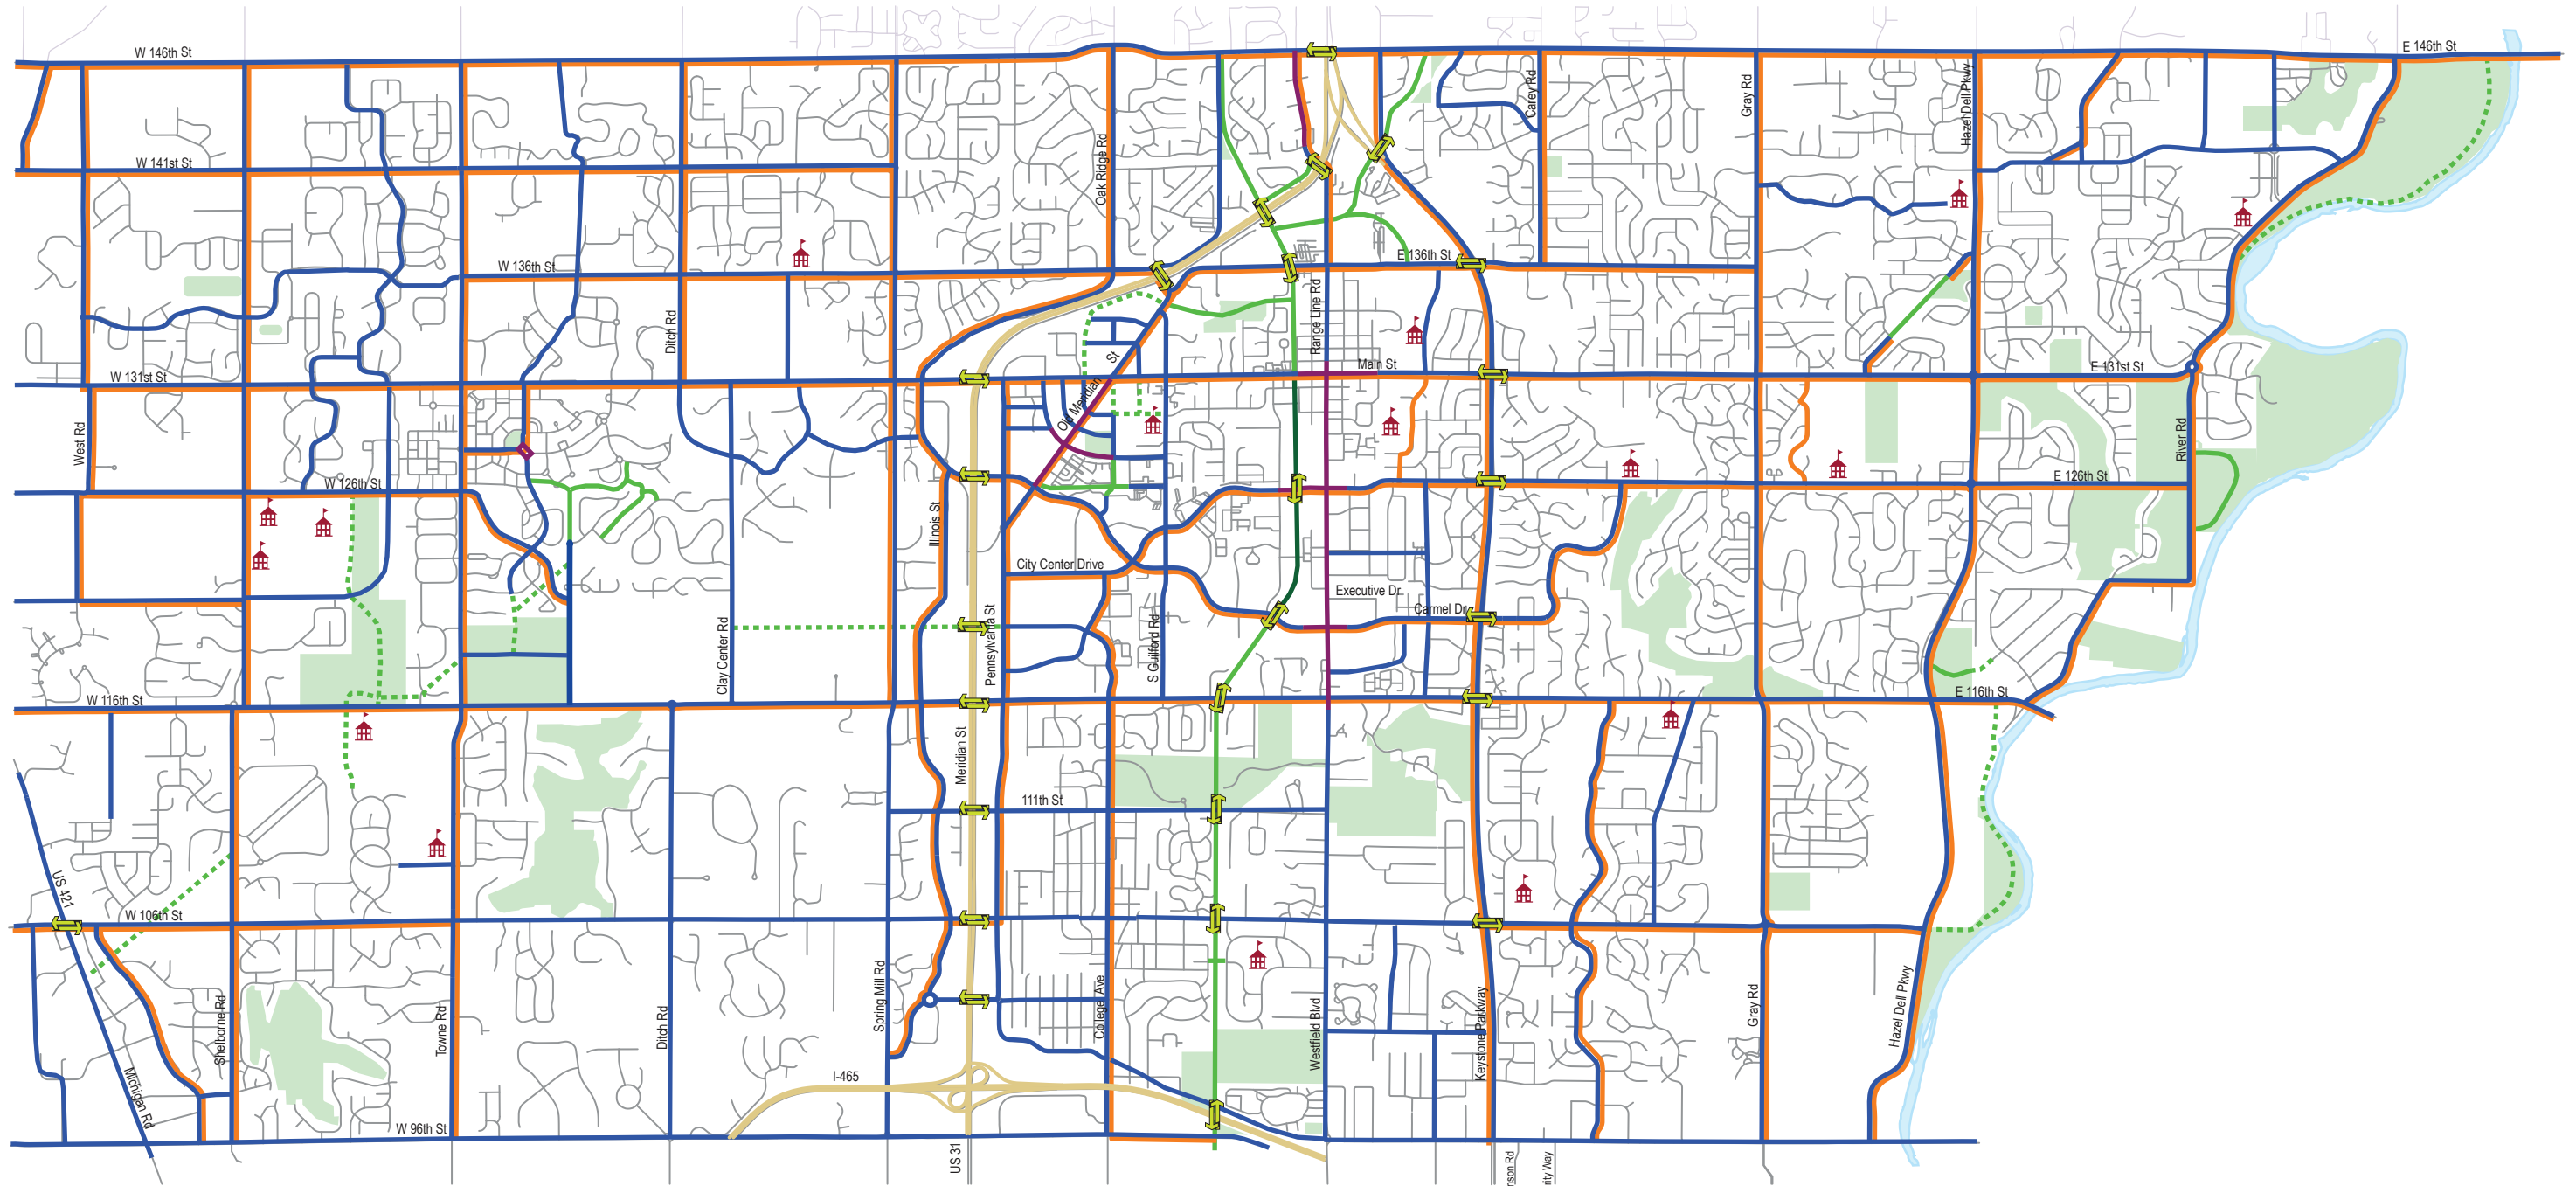 W 146th St
E 146th St
Carey Rd
Gray Rd
Hazel Dell Pkwy
W 141st St
Oak Ridge Rd
W 136th St
E 136th St
Ditch Rd
Range Line Rd
Main St
W 131st St
E 131st St
Old Meridian St
West Rd
River Rd
W 126th St
E 126th St
Illinois St
City Center Drive
Executive Dr
Carmel Dr
Pennsylvania St
S Guilford Rd
Clay Center Rd
W 116th St
E 116th St
Meridian St
111th St
US 421
W 106th St
Spring Mill Rd
College Ave
Westfield Blvd
Keystone Parkway
Gray Rd
Hazel Dell Pkwy
Shelborne Rd
Towne Rd
Ditch Rd
Michigan Rd
I-465
W 96th St
US 31
nson Rd
rity Way